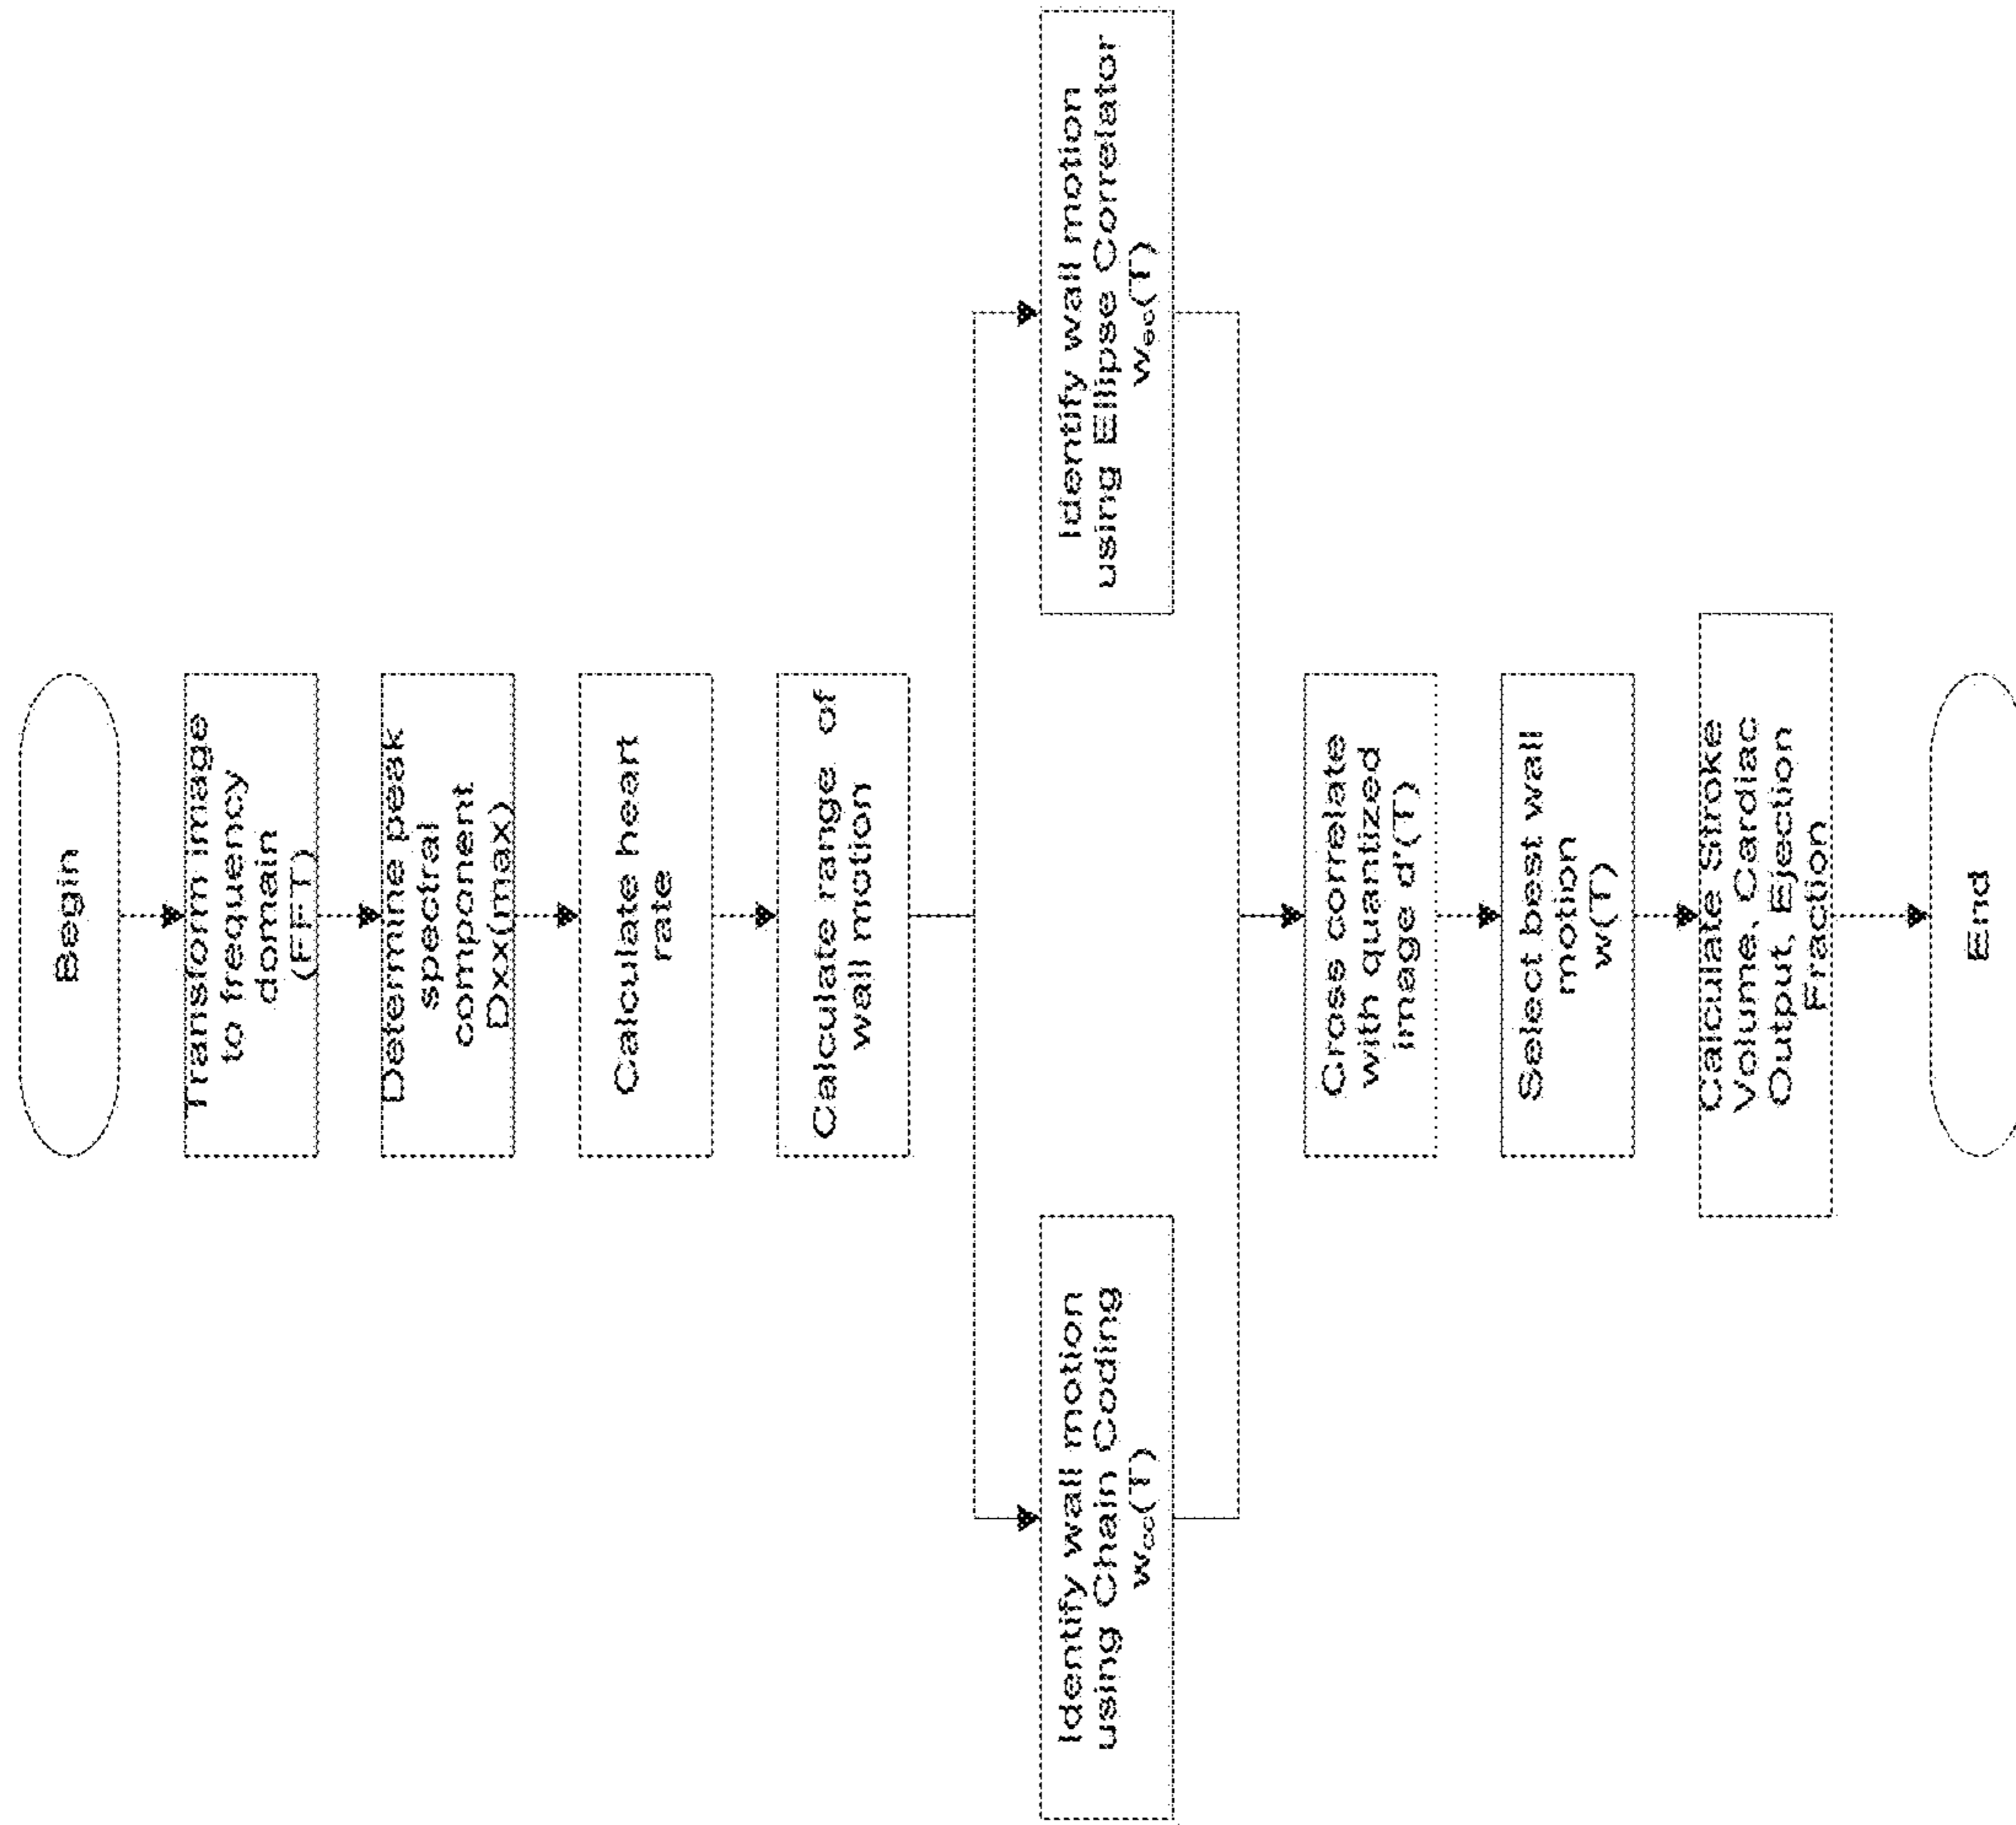 Begin
Transform image
to frequency
domain
(FFT)
Determine peak
spectral
component
Dxx(max)
Calculate heart
rate
Calculate range of
wall motion
Identify wall motion
using Chain Coding
wcc(T)
Identify wall motion
using Ellipse Correlator
wec(T)
Cross correlate
with quantized
image d'(T)
Select best wall
motion
w(T)
Calculate Stroke
Volume, Cardiac
Output, Ejection
Fraction
End